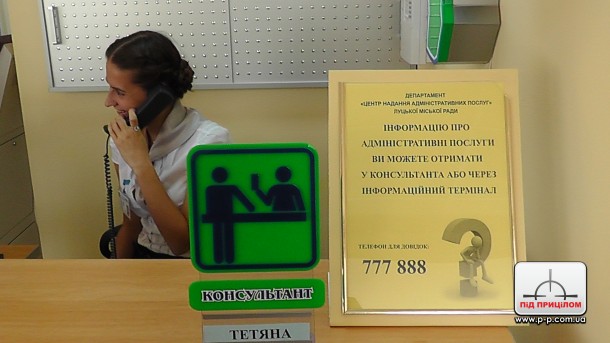 ДЕПАРТАМЕНТ
«ЦЕНТР НАДАННЯ АДМІНІСТРАТИВНИХ ПОСЛУГ»
ЛУЦЬКОЇ МІСЬКОЇ РАДИ
ІНФОРМАЦІЮ ПРО
АДМІНІСТРАТИВНІ ПОСЛУГИ
ВИ МОЖЕТЕ ОТРИМАТИ
У КОНСУЛЬТАНТА АБО ЧЕРЕЗ
ІНФОРМАЦІЙНИЙ ТЕРМІНАЛ
ТЕЛЕФОН ДЛЯ ДОВІДОК:
777 888
КОНСУЛЬТАНТ
ТЕТЯНА
ПІД ПРИЦІЛОМ
www.p-p.com.ua